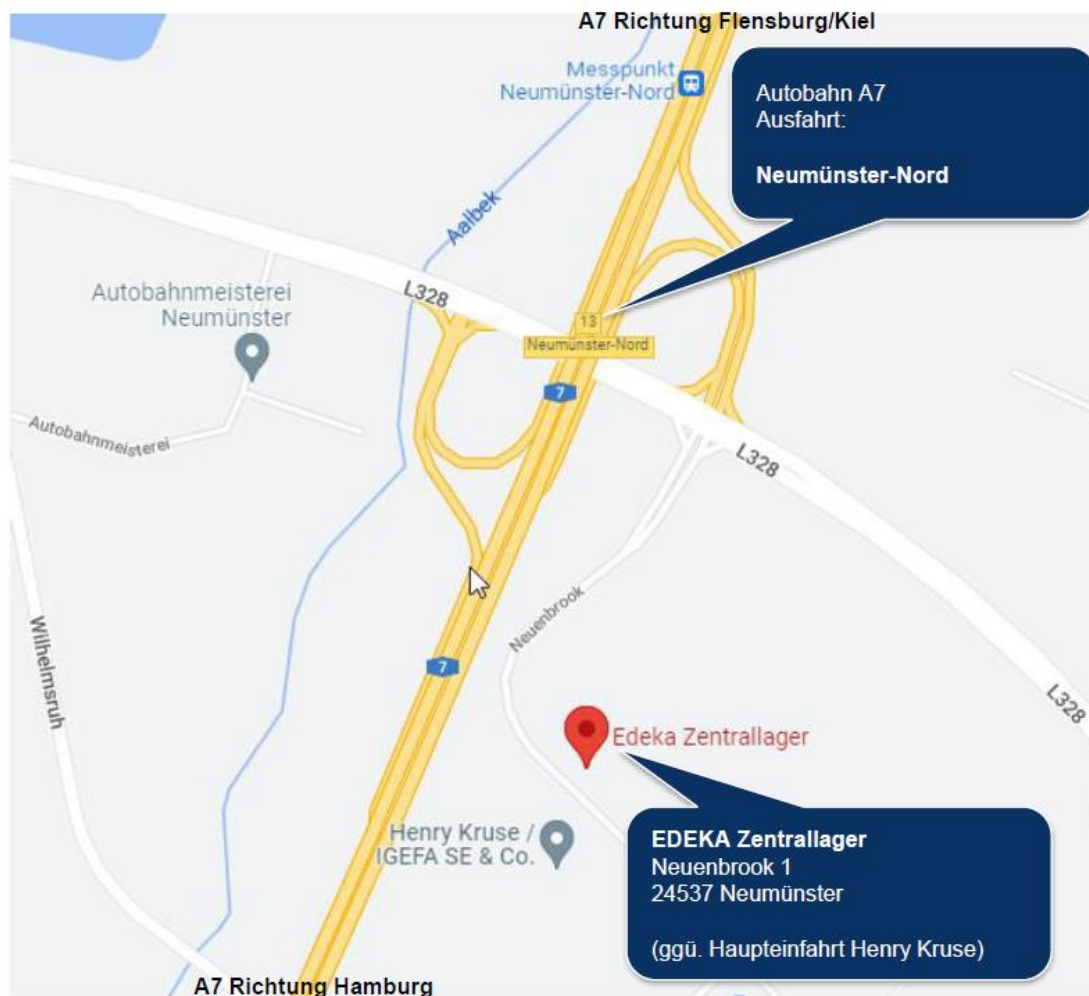 A7 Richtung Flensburg/Kiel
Messpunkt
Neumünster-Nord
Autobahn A7
Ausfahrt:
Neumünster-Nord
Aalbek
L328
Autobahnmeisterei
Neumünster
13
Neumünster-Nord
7
Autobahnmeisterei
L328
Neuenbrook
Wilhelmsruh
7
L328
Edeka Zentrallager
Henry Kruse /
IGEFA SE & Co.
EDEKA Zentrallager
Neuenbrook 1
24537 Neumünster
(ggü. Haupteinfahrt Henry Kruse)
A7 Richtung Hamburg